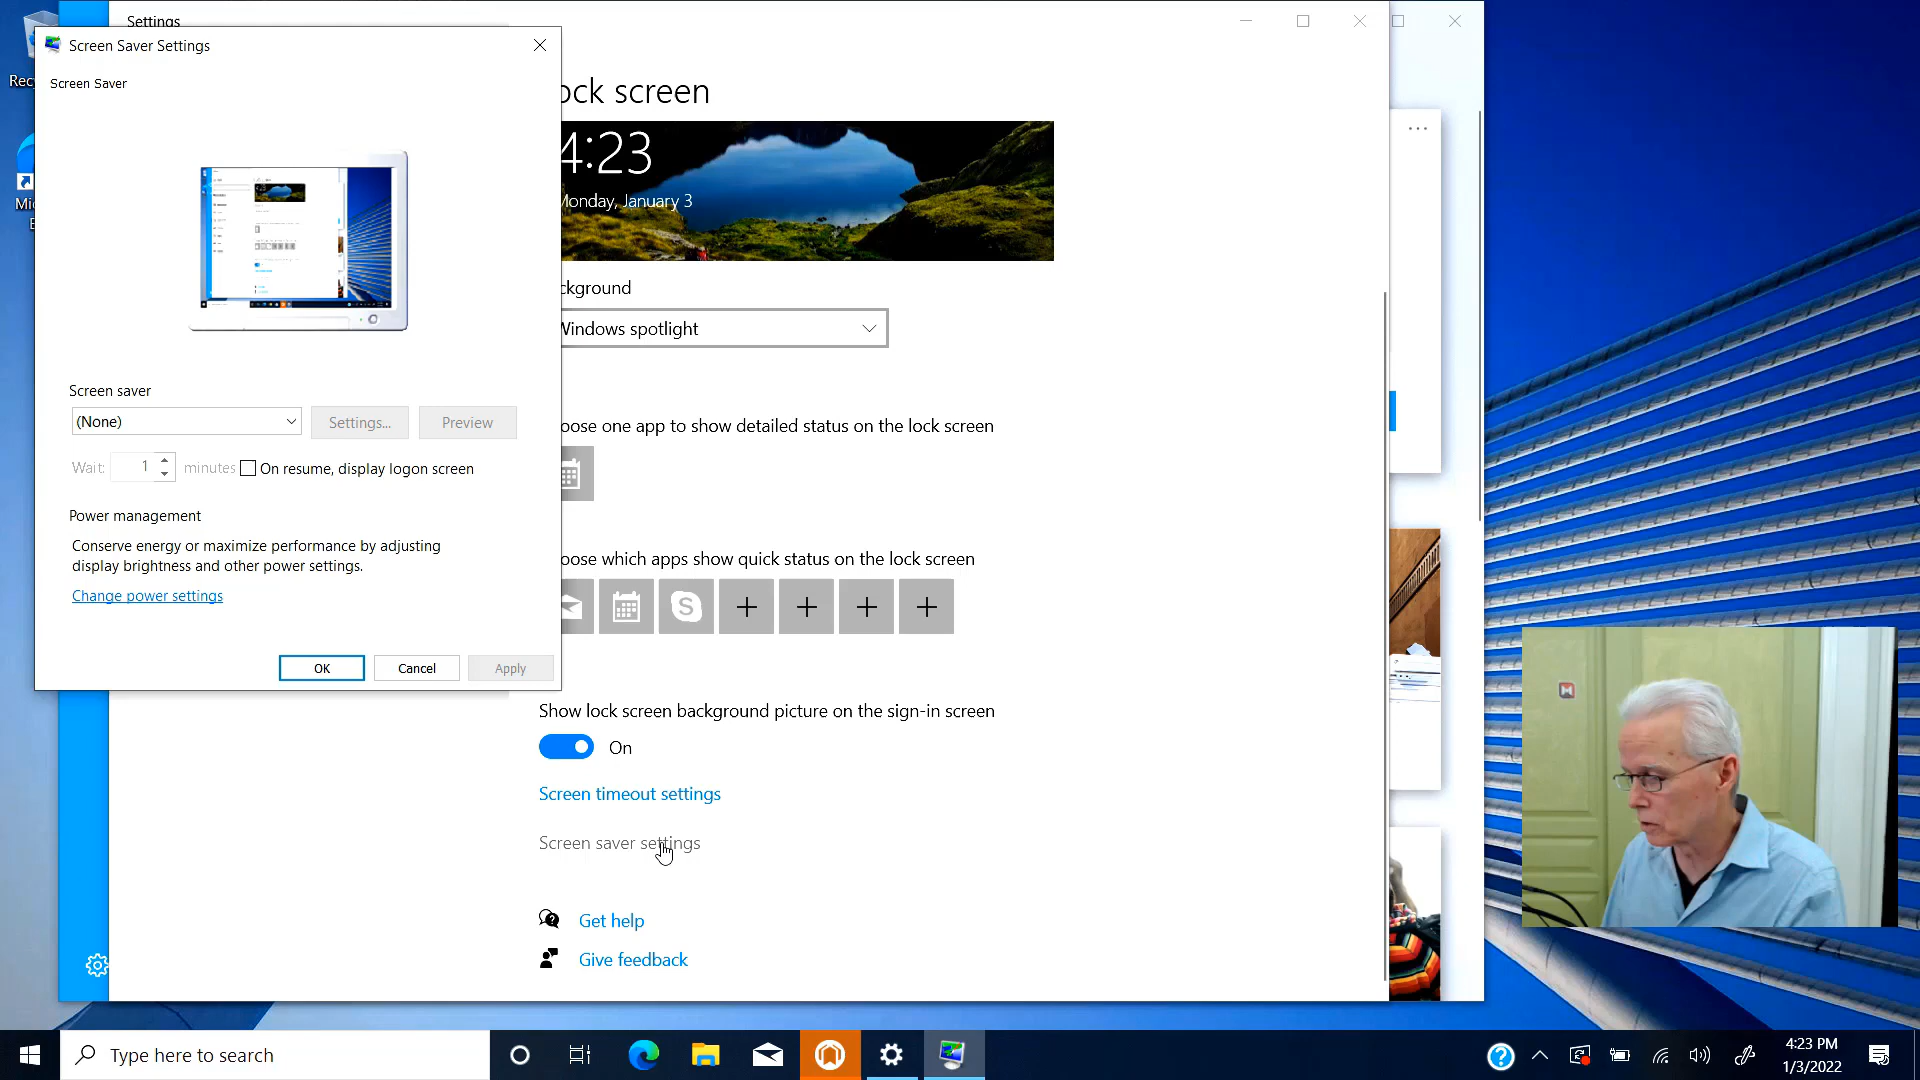 Settings
Screen Saver Settings
Screen Saver
Screen saver
(None)
Settings...
Preview
Wait:
1
minutes
On resume, display logon screen
Power management
Conserve energy or maximize performance by adjusting
display brightness and other power settings.
Change power settings
OK
Cancel
Apply
ock screen
4:23
Monday, January 3
ckground
Windows spotlight
oose one app to show detailed status on the lock screen
oose which apps show quick status on the lock screen
Show lock screen background picture on the sign-in screen
On
Screen timeout settings
Screen saver settings
Get help
Give feedback
Type here to search
4:23 PM
1/3/2022